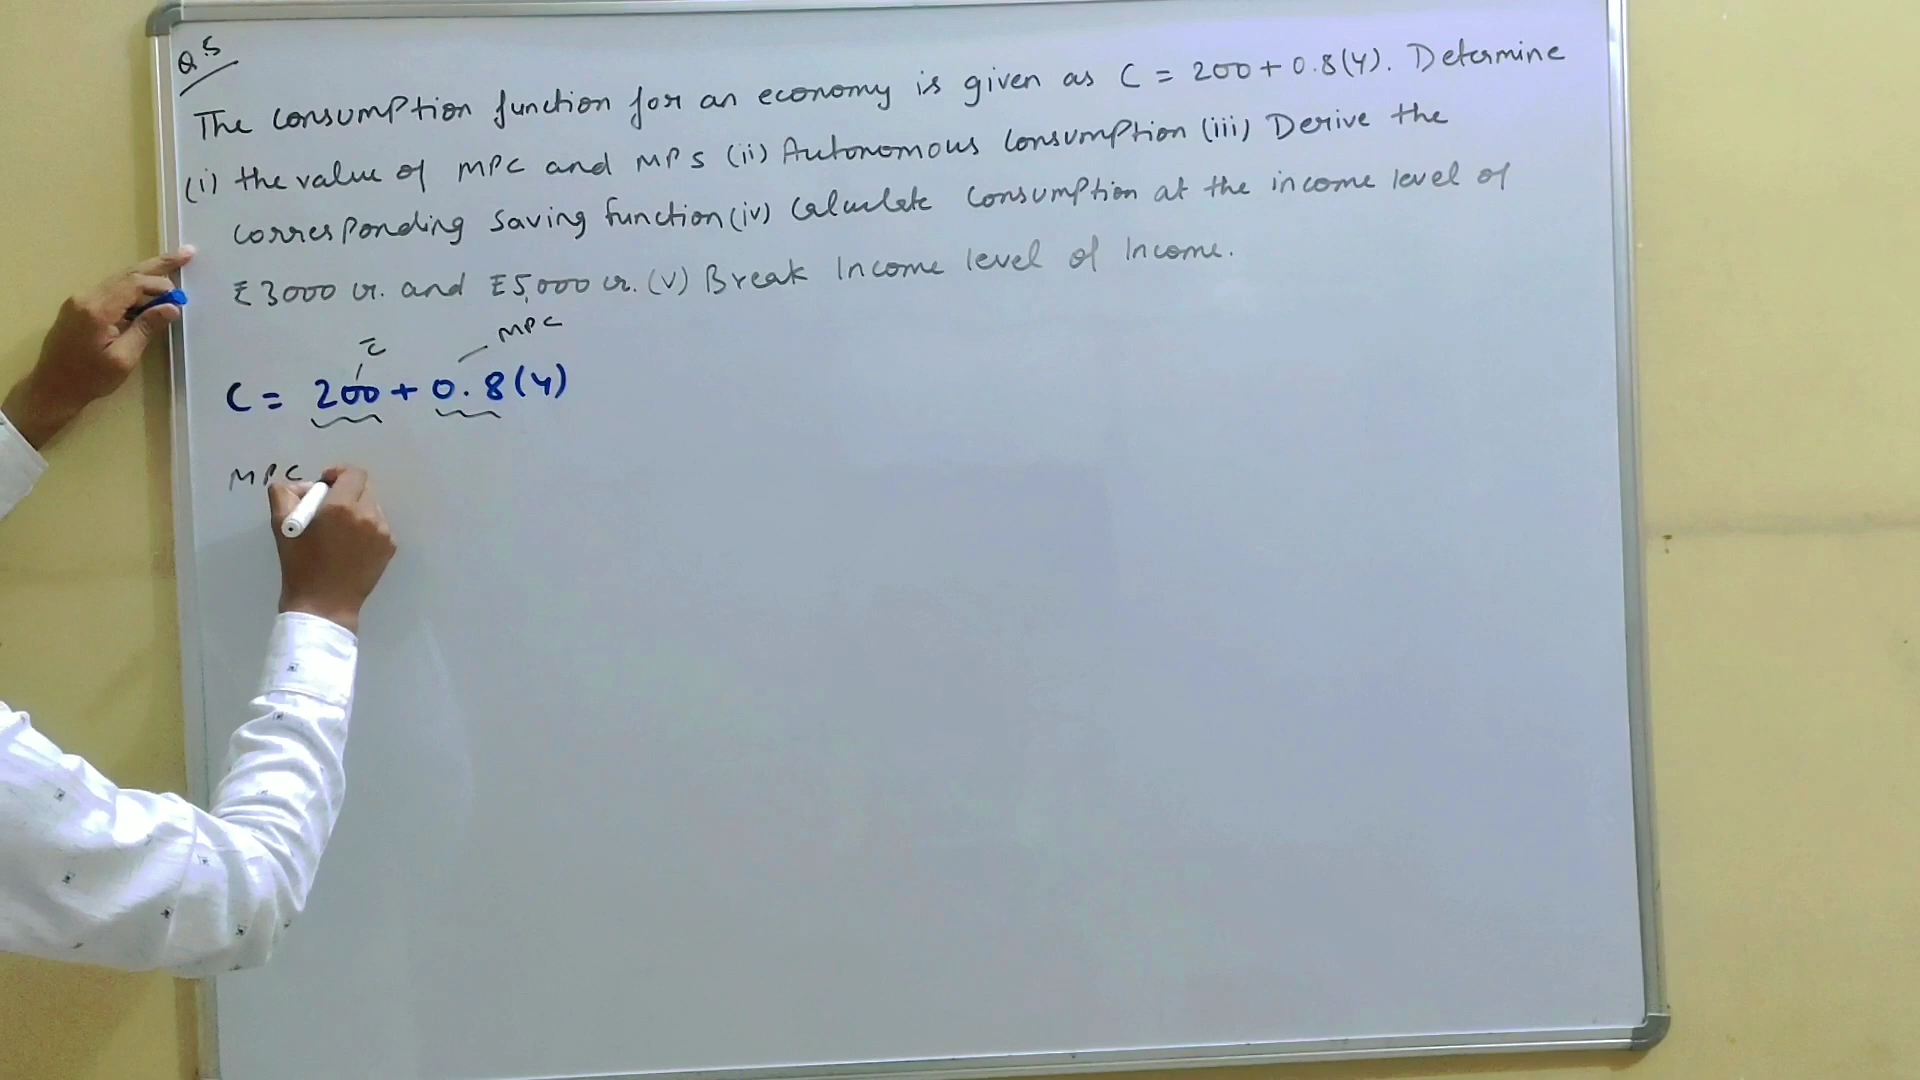 Q.5
The consumption function for an economy is given as C = 200 + 0.8(Y). Determine
(i) the value of MPC and MPS (ii) Autonomous consumption (iii) Derive the
corresponding saving function (iv) Calculate consumption at the income level of
₹3000 cr. and ₹5,000 cr. (v) Break Income level of Income.
c̄ MPC
C = 200 + 0.8(Y)
MPC